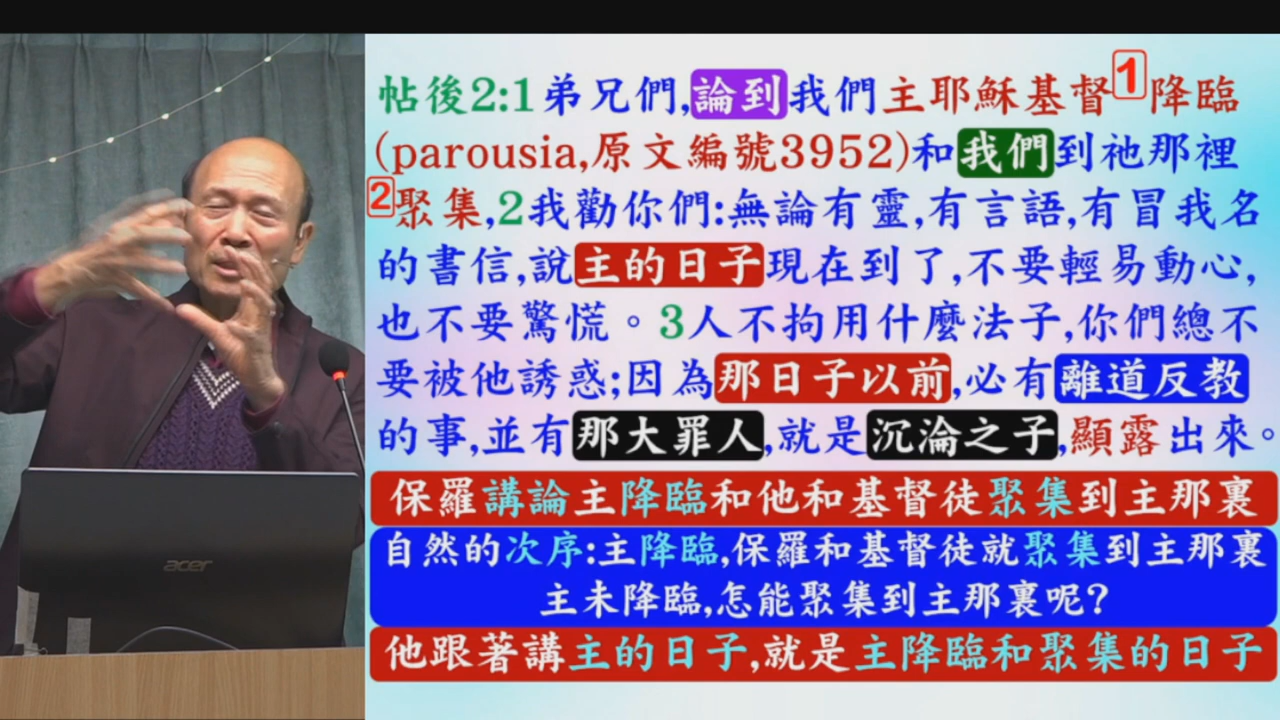 帖後2:1弟兄們,論到我們主耶穌基督1降臨
(parousia,原文編號3952)和我們到祂那裡
2聚集,2我勸你們:無論有靈,有言語,有冒我名
的書信,說主的日子現在到了,不要輕易動心,
也不要驚慌。3人不拘用什麼法子,你們總不
要被他誘惑;因為那日子以前,必有離道反教
的事,並有那大罪人,就是沉淪之子,顯露出來。
保羅講論主降臨和他和基督徒聚集到主那裏
自然的次序:主降臨,保羅和基督徒就聚集到主那裏
主未降臨,怎能聚集到主那裏呢?
他跟著講主的日子,就是主降臨和聚集的日子
acer